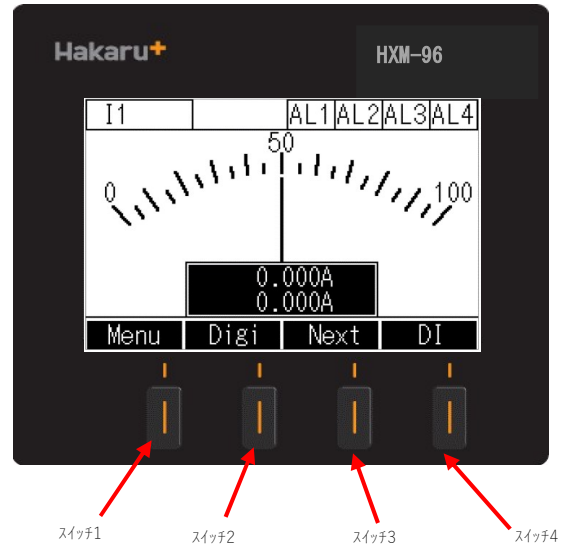 Hakaru+
HXM-96
I1 AL1 AL2 AL3 AL4
50
0 100
0.000A
0.000A
Menu Digi Next DI
ｽｲｯﾁ1 ｽｲｯﾁ2 ｽｲｯﾁ3 ｽｲｯﾁ4